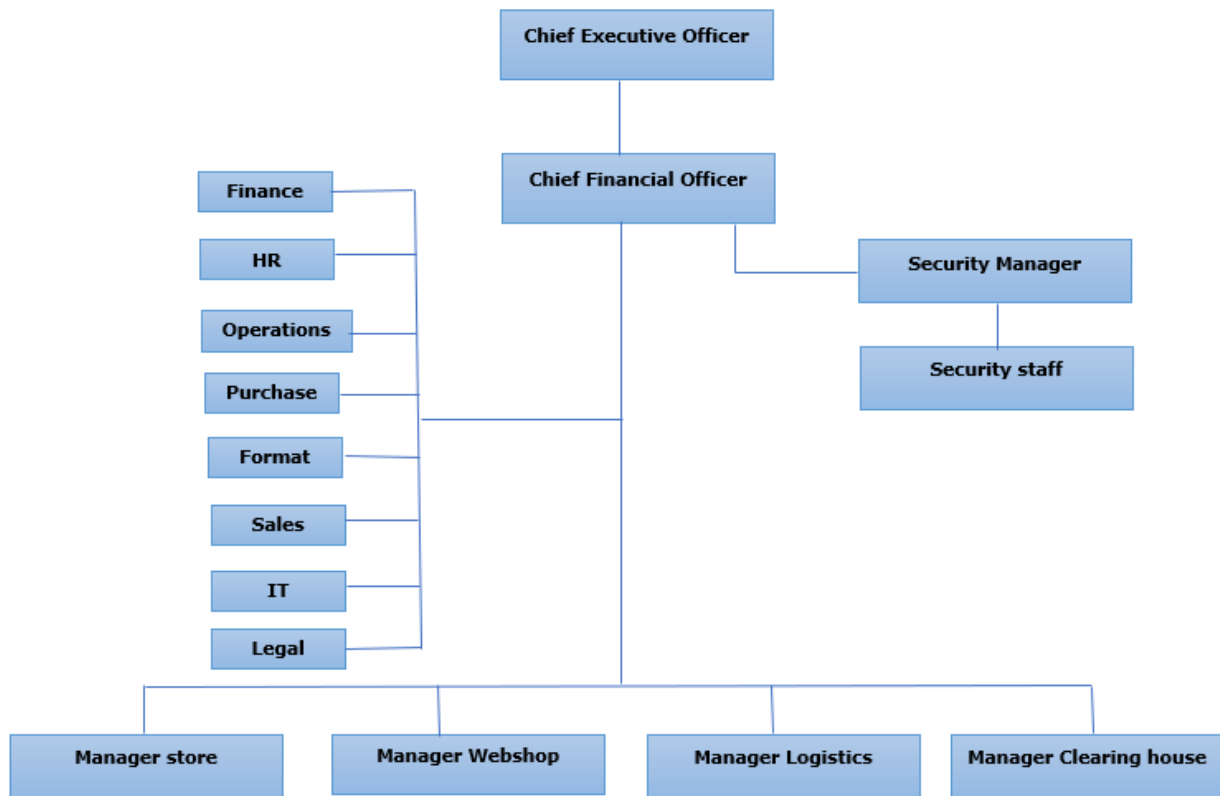 Chief Executive Officer
Chief Financial Officer
Finance
HR
Operations
Purchase
Format
Sales
IT
Legal
Security Manager
Security staff
Manager store
Manager Webshop
Manager Logistics
Manager Clearing house